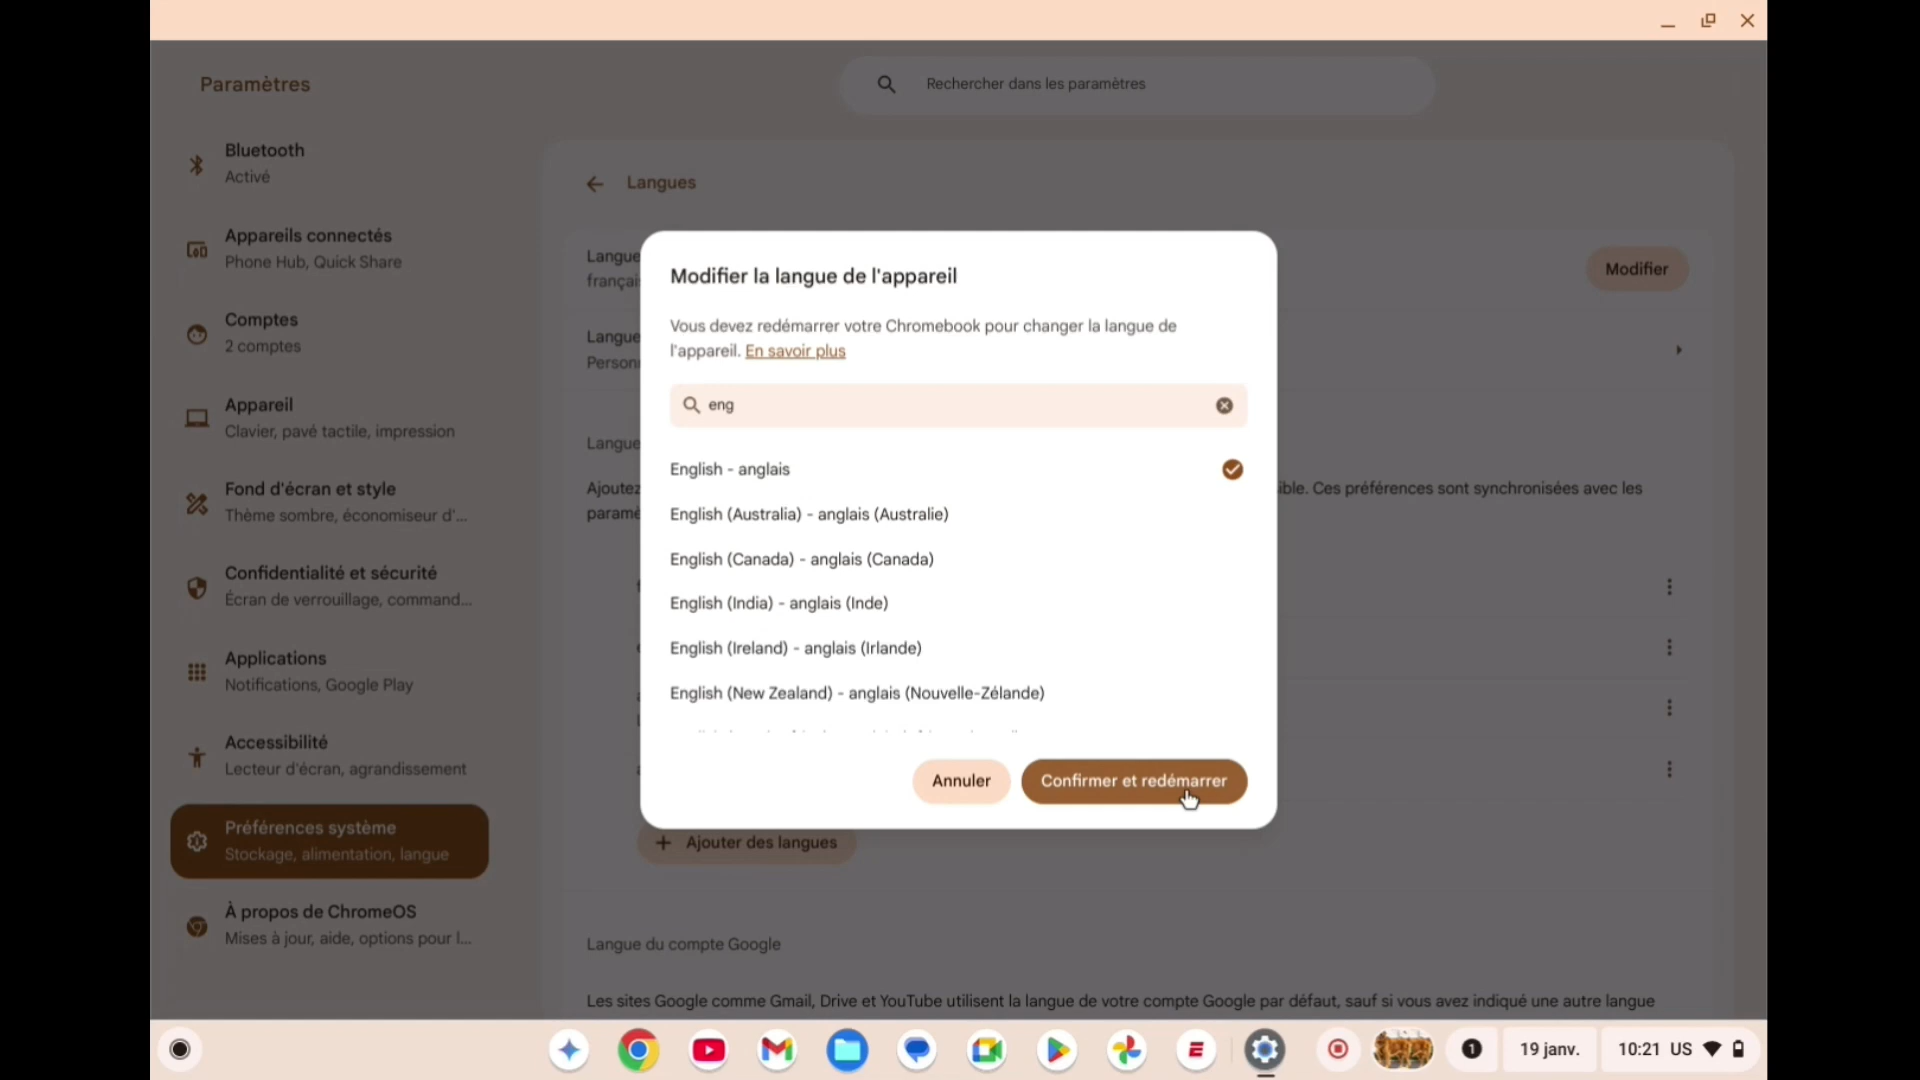 Paramètres
Rechercher dans les paramètres
Bluetooth
Activé
Appareils connectés
Phone Hub, Quick Share
Comptes
2 comptes
Appareil
Clavier, pavé tactile, impression
Fond d'écran et style
Thème sombre, économiseur d'...
Confidentialité et sécurité
Écran de verrouillage, command...
Applications
Notifications, Google Play
Accessibilité
Lecteur d'écran, agrandissement
Préférences système
Stockage, alimentation, langue
À propos de ChromeOS
Mises à jour, aide, options pour l...
Langues
Langue
françai
Modifier
Langue
Person
Langue
Ajoutez
ible. Ces préférences sont synchronisées avec les
paramè
Modifier la langue de l'appareil
Vous devez redémarrer votre Chromebook pour changer la langue de
l'appareil. En savoir plus
eng
English - anglais
English (Australia) - anglais (Australie)
English (Canada) - anglais (Canada)
English (India) - anglais (Inde)
English (Ireland) - anglais (Irlande)
English (New Zealand) - anglais (Nouvelle-Zélande)
Annuler
Confirmer et redémarrer
Ajouter des langues
Langue du compte Google
Les sites Google comme Gmail, Drive et YouTube utilisent la langue de votre compte Google par défaut, sauf si vous avez indiqué une autre langue
1
19 janv.
10:21 US